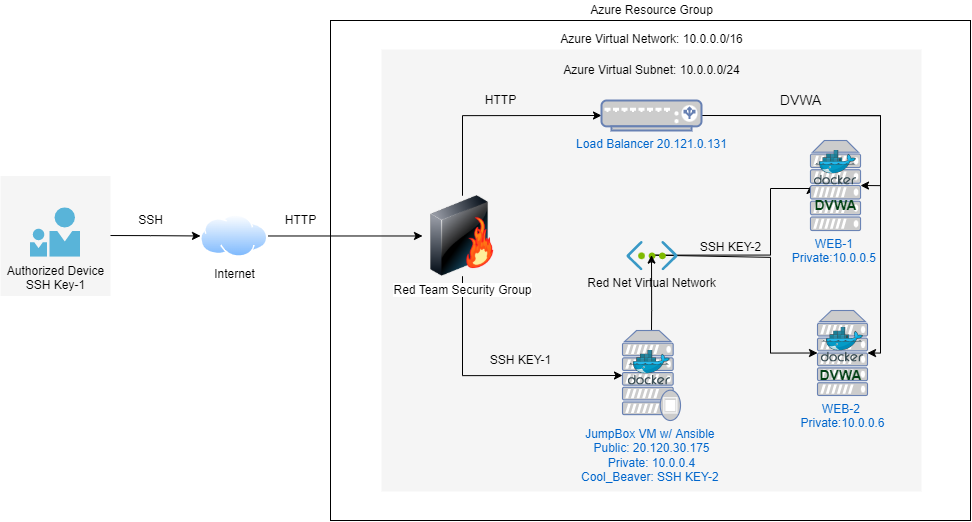 Azure Resource Group
Azure Virtual Network: 10.0.0.0/16
Azure Virtual Subnet: 10.0.0.0/24
HTTP
DVWA
Load Balancer 20.121.0.131
docker
DVWA
WEB-1
Private:10.0.0.5
SSH
HTTP
Internet
Authorized Device
SSH Key-1
Red Team Security Group
SSH KEY-2
Red Net Virtual Network
SSH KEY-1
docker
docker
DVWA
WEB-2
Private:10.0.0.6
JumpBox VM w/ Ansible
Public: 20.120.30.175
Private: 10.0.0.4
Cool_Beaver: SSH KEY-2